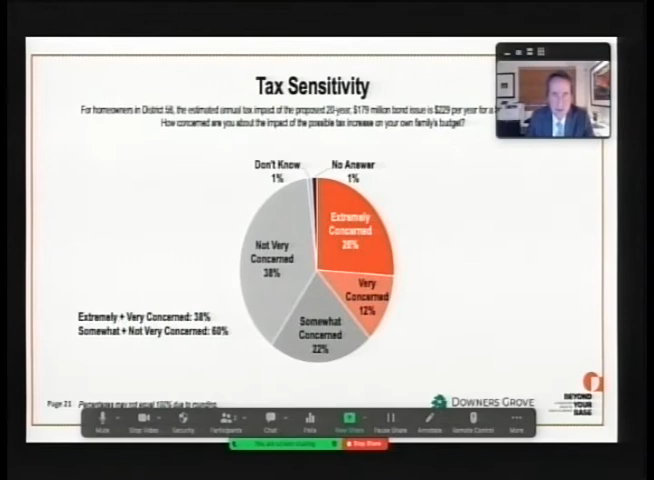 Tax Sensitivity
For homeowners in District 58, the estimated annual tax impact of the proposed 20-year, $179 million bond issue is $229 per year for a
How concerned are you about the impact of the possible tax increase on your own family's budget?
Don't Know
1%
No Answer
1%
Extremely
Concerned
26%
Not Very
Concerned
38%
Very
Concerned
12%
Somewhat
Concerned
22%
Extremely + Very Concerned: 38%
Somewhat + Not Very Concerned: 60%
Page 21
Percentages may not equal 100% due to rounding.
DOWNERS GROVE
BEYOND
YOUR
BASE
Mute
Stop Video
Security
Participants
Chat
Polls
New Share
Pause Share
Annotate
Remote Control
More
You are screen sharing
Stop Share